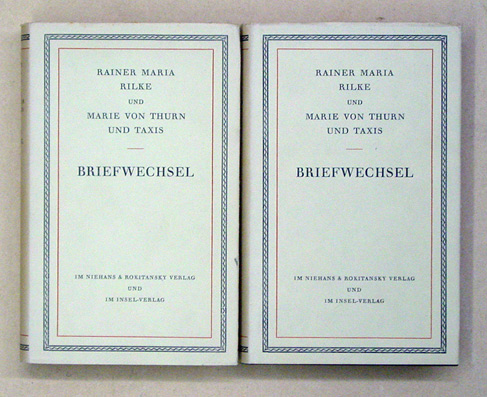 RAINER MARIA
RILKE
UND
MARIE VON THURN
UND TAXIS
BRIEFWECHSEL
IM NIEHANS & ROKITANSKY VERLAG
UND
IM INSEL-VERLAG
RAINER MARIA
RILKE
UND
MARIE VON THURN
UND TAXIS
BRIEFWECHSEL
IM NIEHANS & ROKITANSKY VERLAG
UND
IM INSEL-VERLAG